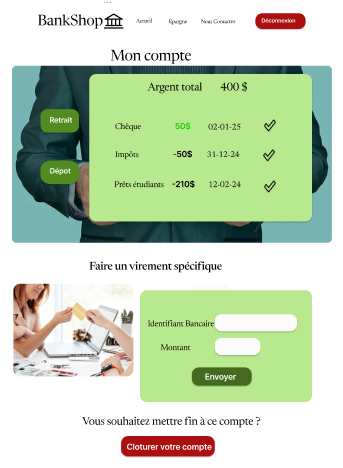 BankShop
Accueil Epargne Nous Contactez Déconnexion
Mon compte
Argent total 400 $
Retrait
Chêque 50$ 02-01-25
Impôts -50$ 31-12-24
Dépot
Prêts étudiants -210$ 12-02-24
Faire un virement spécifique
Identifiant Bancaire
Montant
Envoyer
Vous souhaitez mettre fin à ce compte ?
Cloturer votre compte